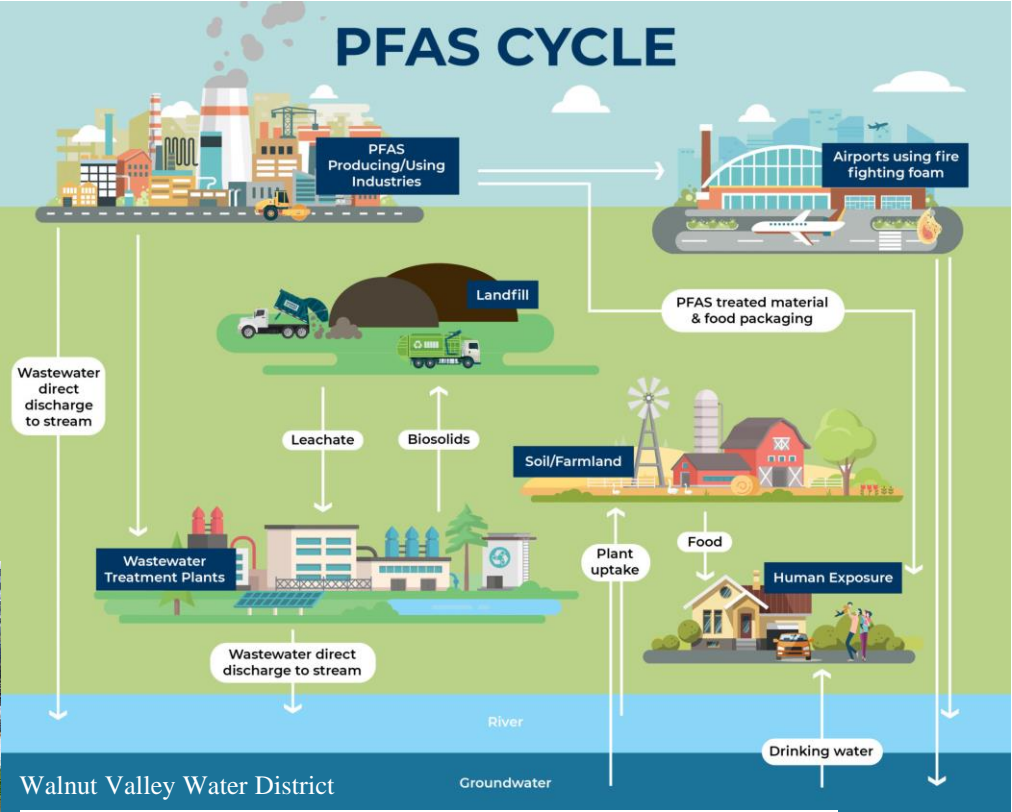 PFAS CYCLE
PFAS
Producing/Using
Industries
Airports using fire
fighting foam
Landfill
PFAS treated material
& food packaging
Wastewater
direct
discharge
to stream
Leachate
Biosolids
Soil/Farmland
Wastewater
Treatment Plants
Plant
uptake
Food
Human Exposure
Wastewater direct
discharge to stream
River
Drinking water
Groundwater
Walnut Valley Water District